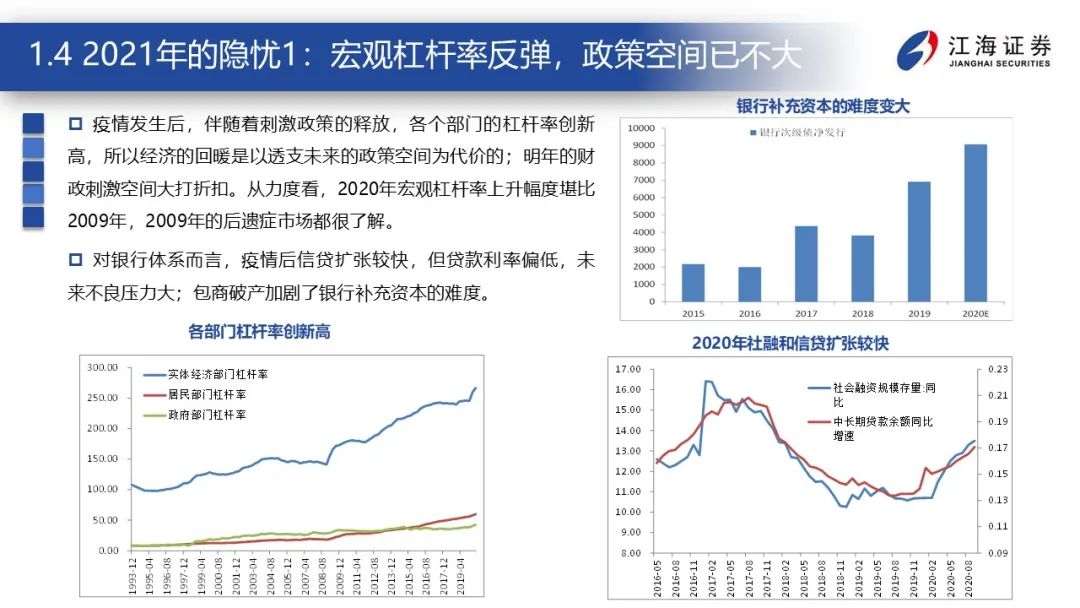 1.4 2021年的隐忧1：宏观杠杆率反弹，政策空间已不大
江海证券
JIANGHAI SECURITIES
疫情发生后，伴随着刺激政策的释放，各个部门的杠杆率创新
高，所以经济的回暖是以透支未来的政策空间为代价的；明年的财
政刺激空间大打折扣。从力度看，2020年宏观杠杆率上升幅度堪比
2009年，2009年的后遗症市场都很了解。
对银行体系而言，疫情后信贷扩张较快，但贷款利率偏低，未
来不良压力大；包商破产加剧了银行补充资本的难度。
银行补充资本的难度变大
银行次级债净发行
10000
9000
8000
7000
6000
5000
4000
3000
2000
1000
0
2015 2016 2017 2018 2019 2020E
各部门杠杆率创新高
300.00
250.00
200.00
150.00
100.00
50.00
0.00
实体经济部门杠杆率
居民部门杠杆率
政府部门杠杆率
1993-12 1995-04 1996-08 1997-12 1999-04 2000-08 2001-12 2003-04 2004-08 2005-12 2007-04 2008-08 2009-12 2011-04 2012-08 2013-12 2015-04 2016-08 2017-12 2019-04
2020年社融和信贷扩张较快
17.00
16.00
15.00
14.00
13.00
12.00
11.00
10.00
9.00
8.00
社会融资规模存量:同
比
中长期贷款余额同比
增速
0.23
0.21
0.19
0.17
0.15
0.13
0.11
0.09
2016-05 2016-08 2016-11 2017-02 2017-05 2017-08 2017-11 2018-02 2018-05 2018-08 2018-11 2019-02 2019-05 2019-08 2019-11 2020-02 2020-05 2020-08